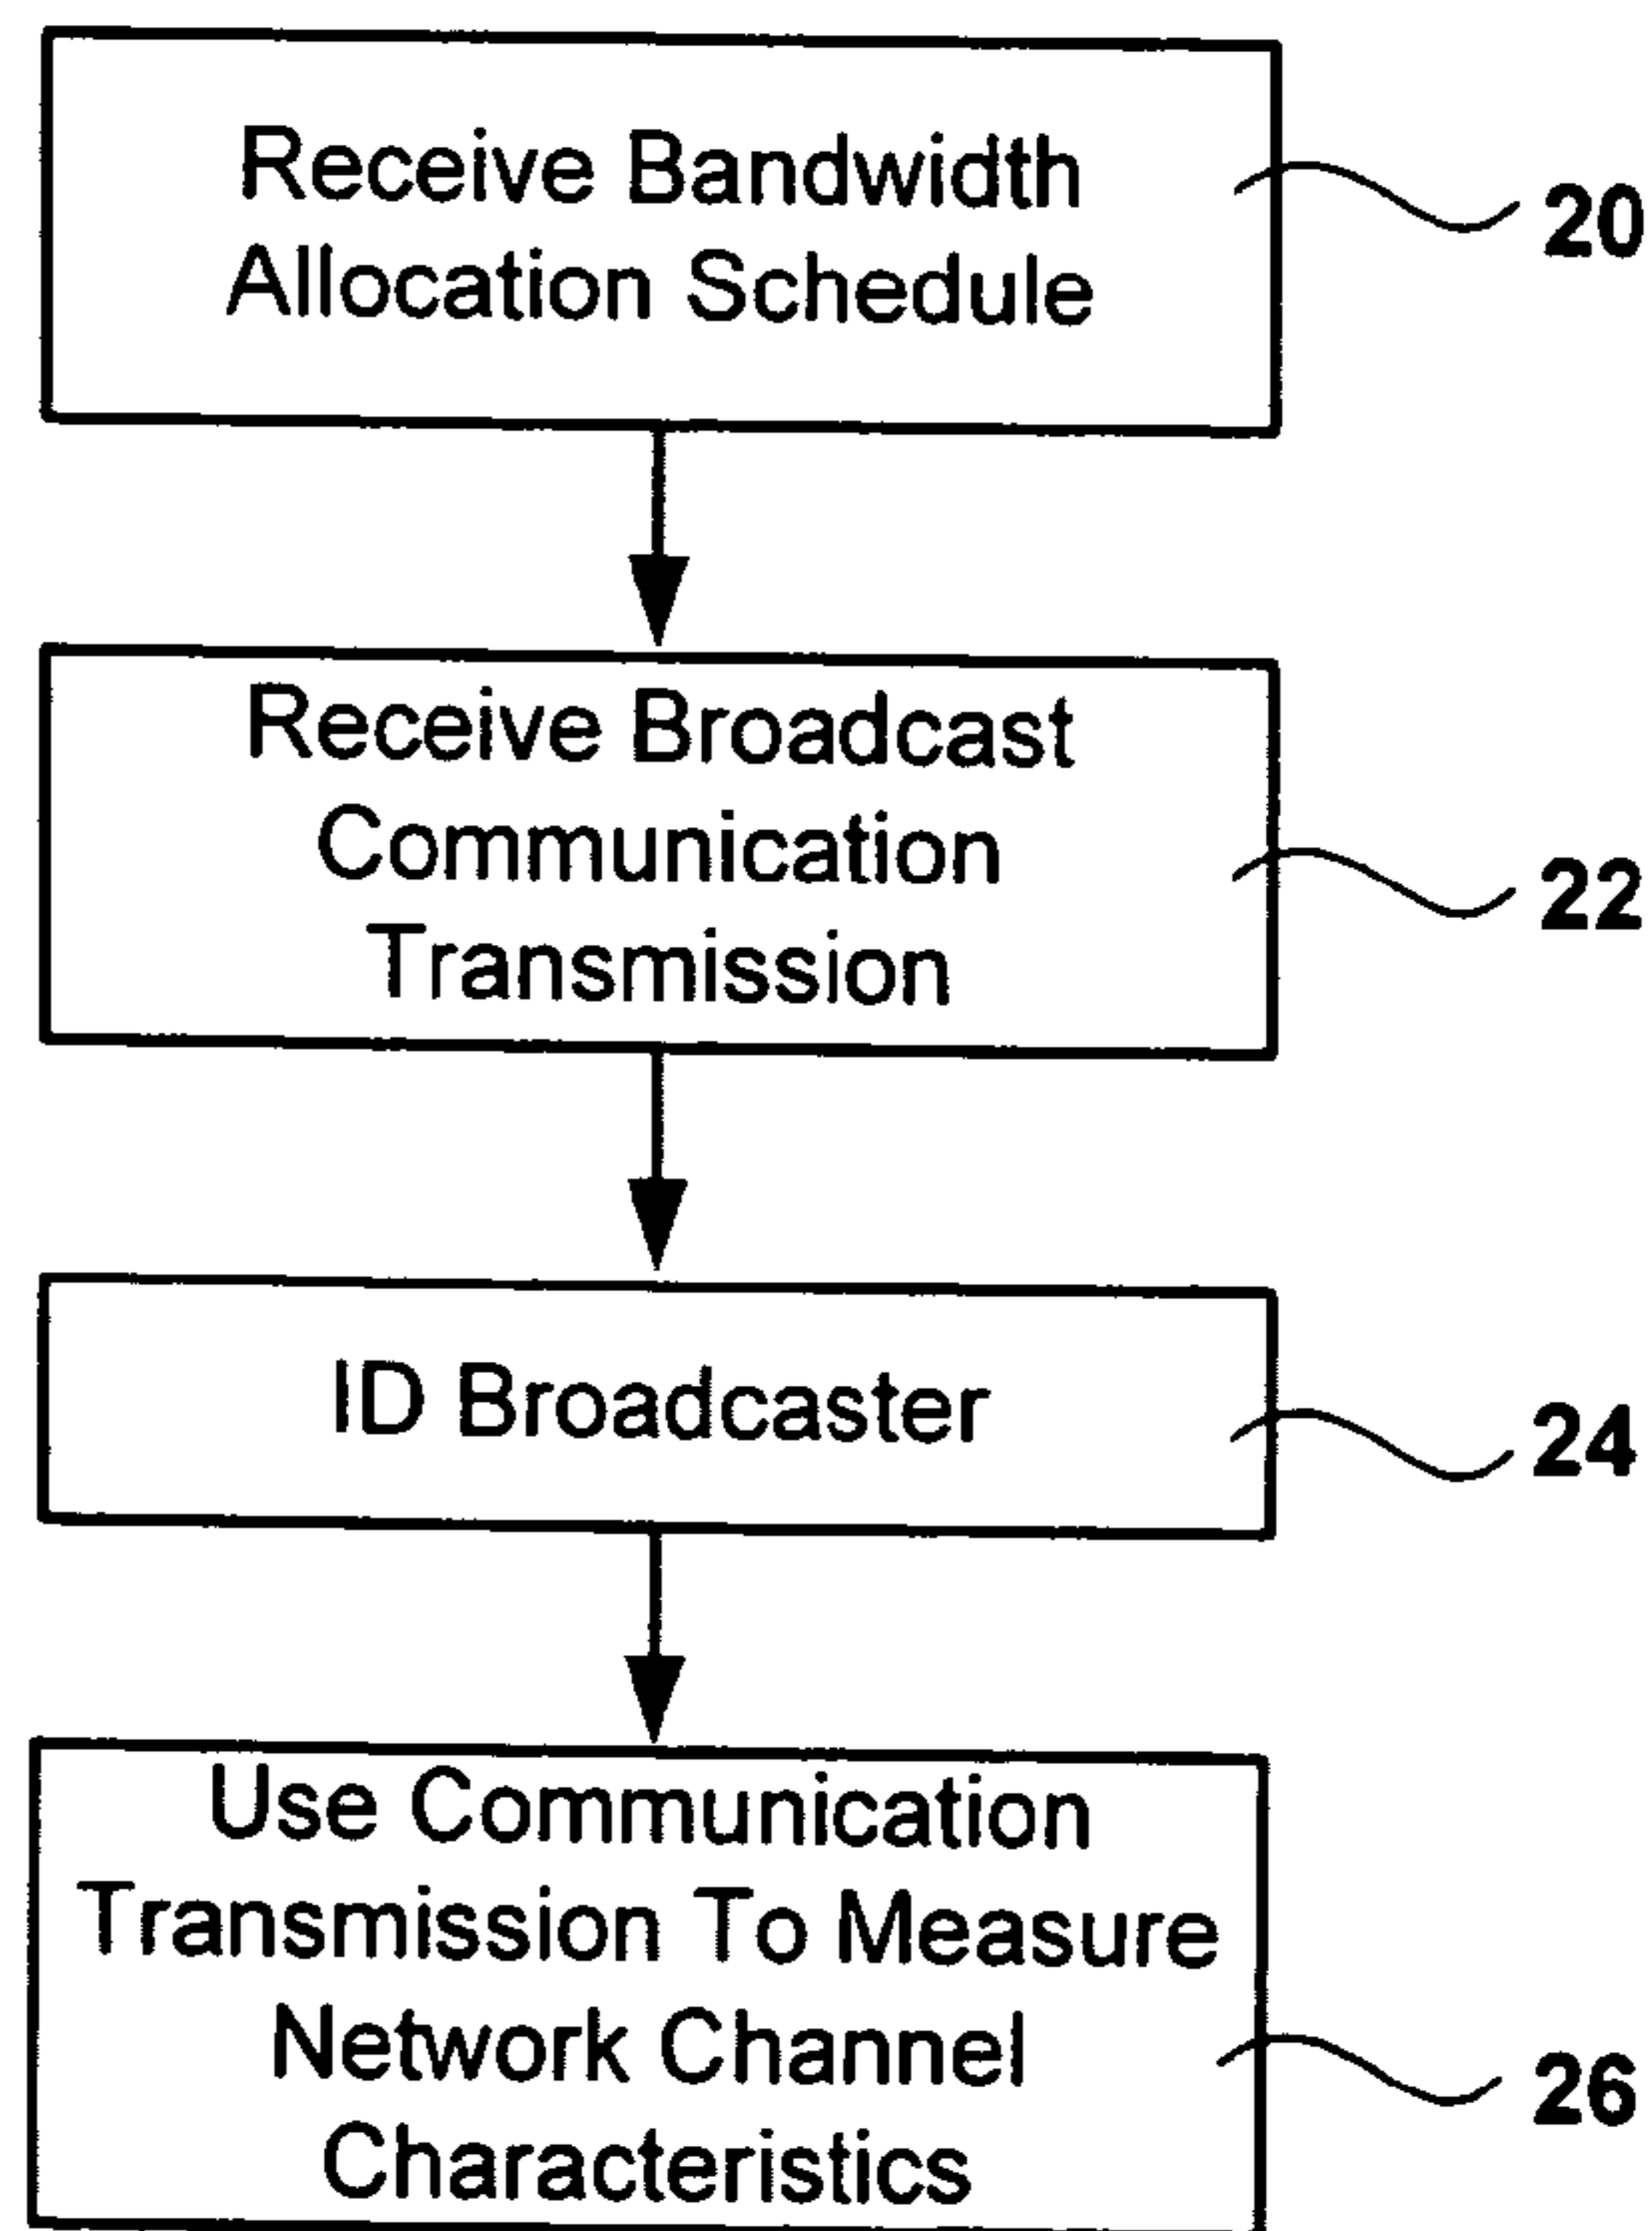 Receive Bandwidth
Allocation Schedule
20
Receive Broadcast
Communication
Transmission
22
ID Broadcaster
24
Use Communication
Transmission To Measure
Network Channel
Characteristics
26